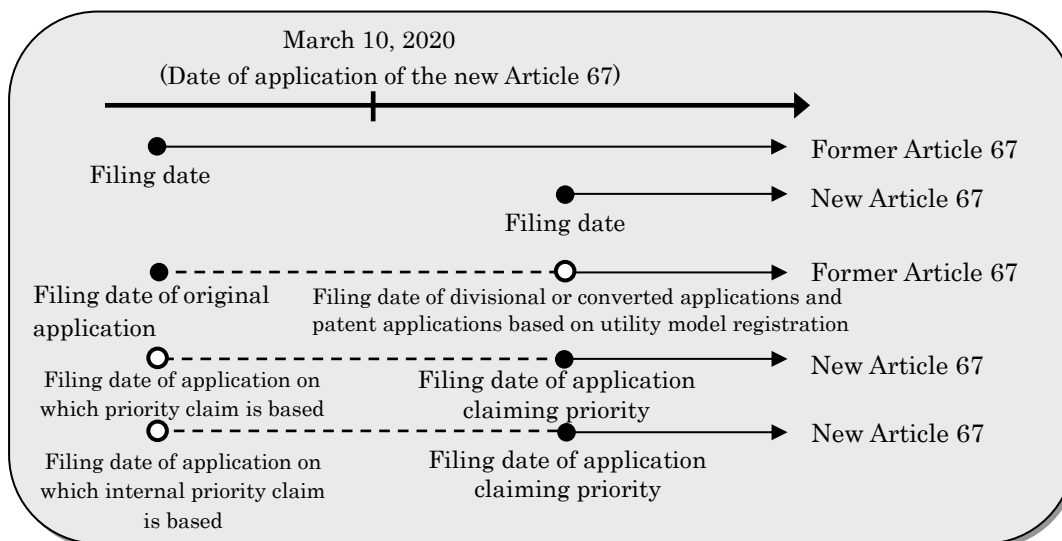 March 10, 2020
(Date of application of the new Article 67)
Former Article 67
Filing date
New Article 67
Filing date
Former Article 67
Filing date of original
application
Filing date of divisional or converted applications and
patent applications based on utility model registration
New Article 67
Filing date of application on
which priority claim is based
Filing date of application
claiming priority
New Article 67
Filing date of application on
which internal priority claim
is based
Filing date of application
claiming priority